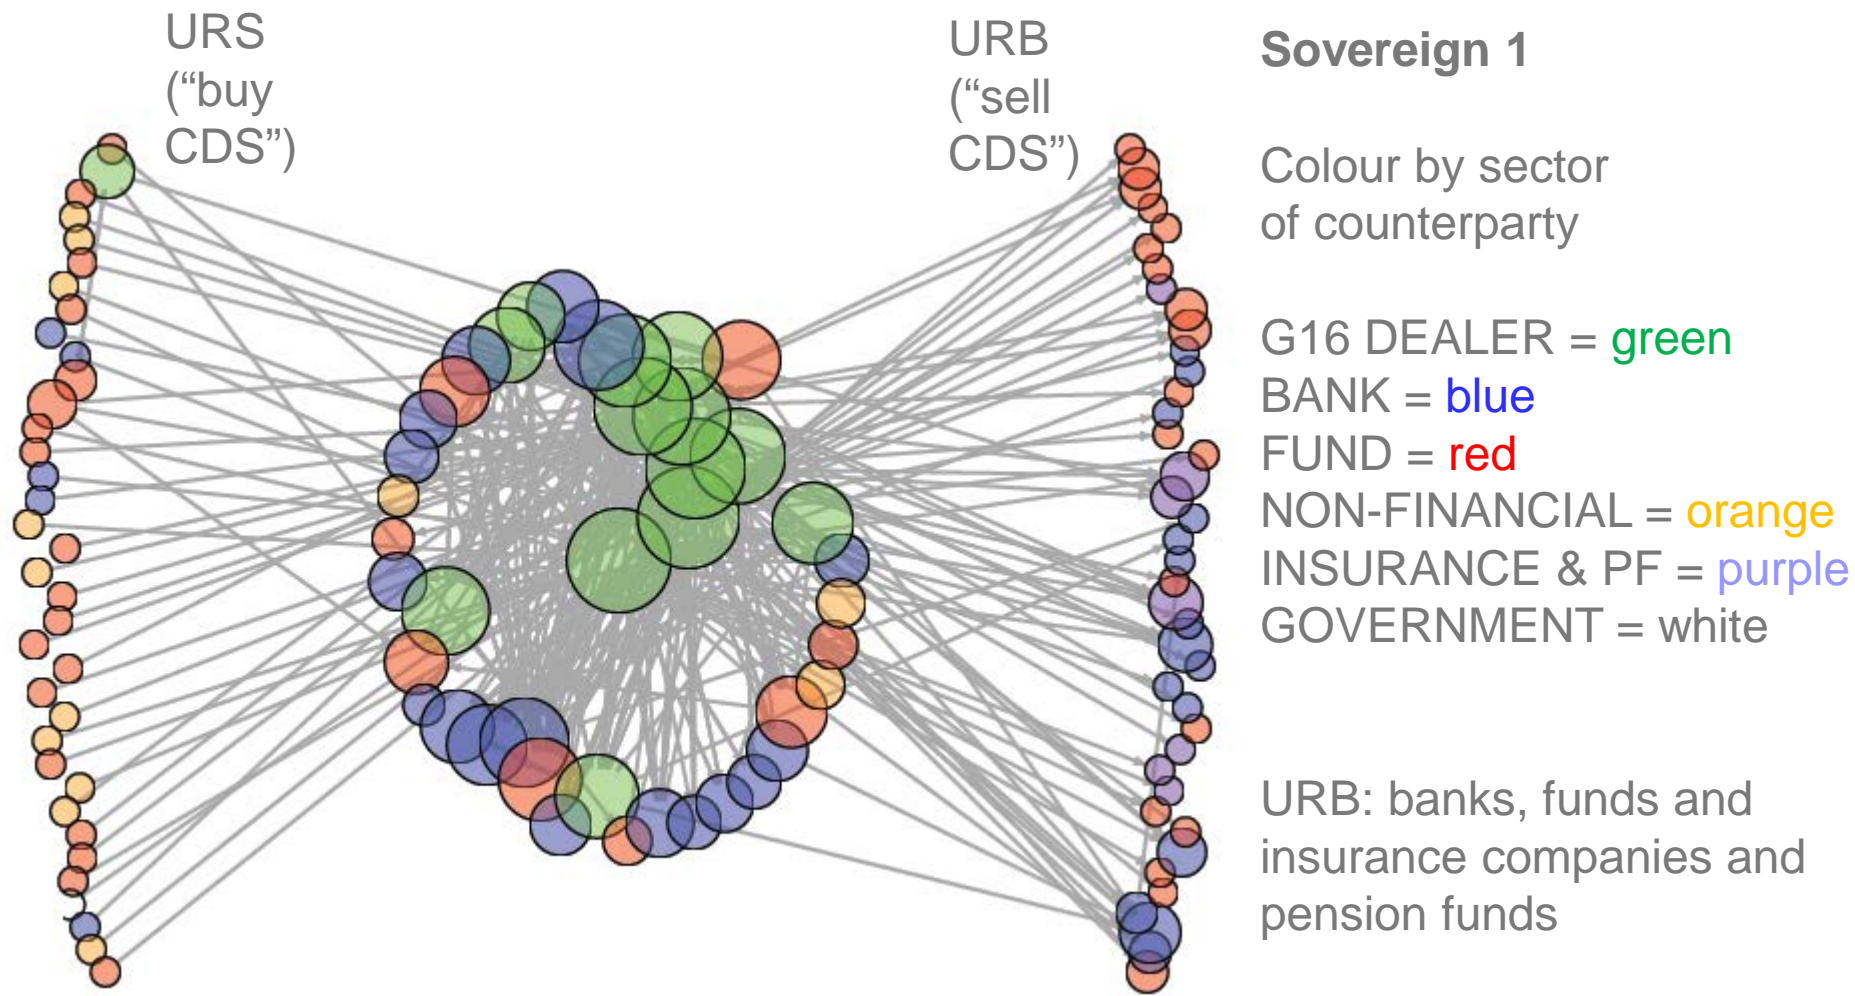 URS
(“buy
CDS”)
URB
(“sell
CDS”)
Sovereign 1
Colour by sector
of counterparty
G16 DEALER = green
BANK = blue
FUND = red
NON-FINANCIAL = orange
INSURANCE & PF = purple
GOVERNMENT = white
URB: banks, funds and
insurance companies and
pension funds